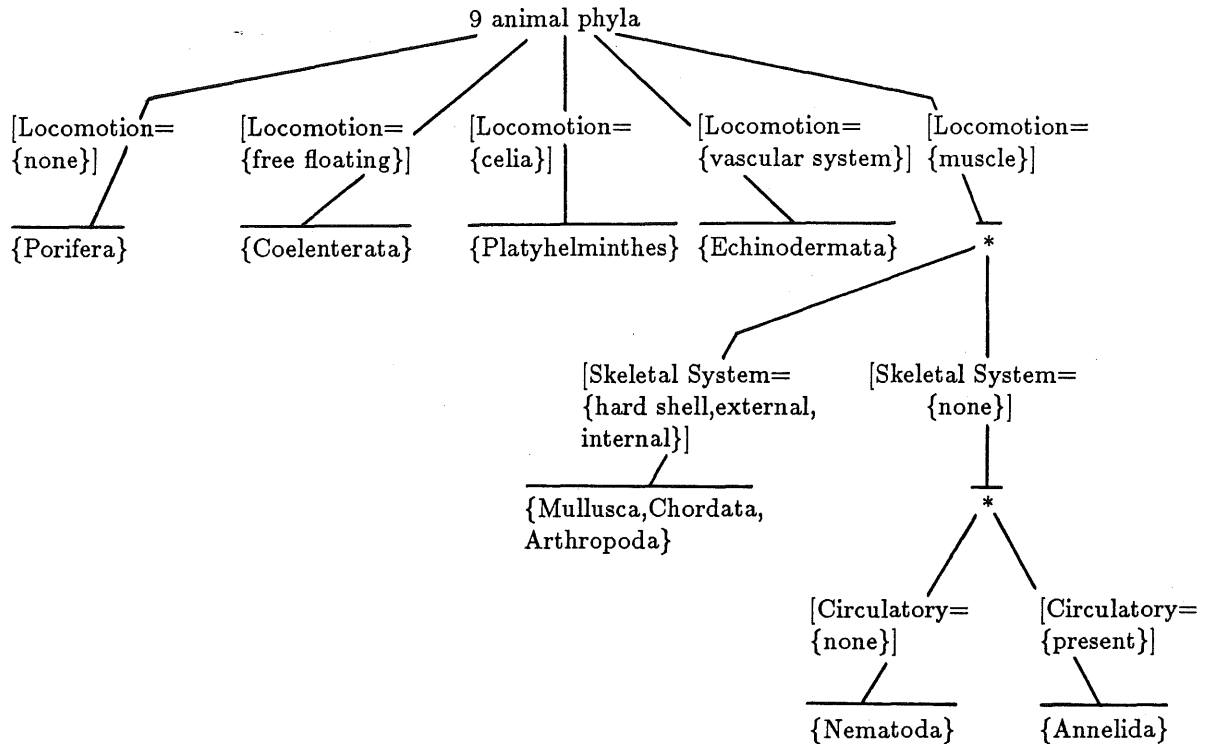 9 animal phyla
[Locomotion=
{none}]
[Locomotion=
{free floating}]
[Locomotion=
{celia}]
[Locomotion=
{vascular system}]
[Locomotion=
{muscle}]
{Porifera}
{Coelenterata}
{Platyhelminthes}
{Echinodermata}
*
[Skeletal System=
{hard shell,external,
internal}]
[Skeletal System=
{none}]
{Mullusca,Chordata,
Arthropoda}
*
[Circulatory=
{none}]
[Circulatory=
{present}]
{Nematoda}
{Annelida}